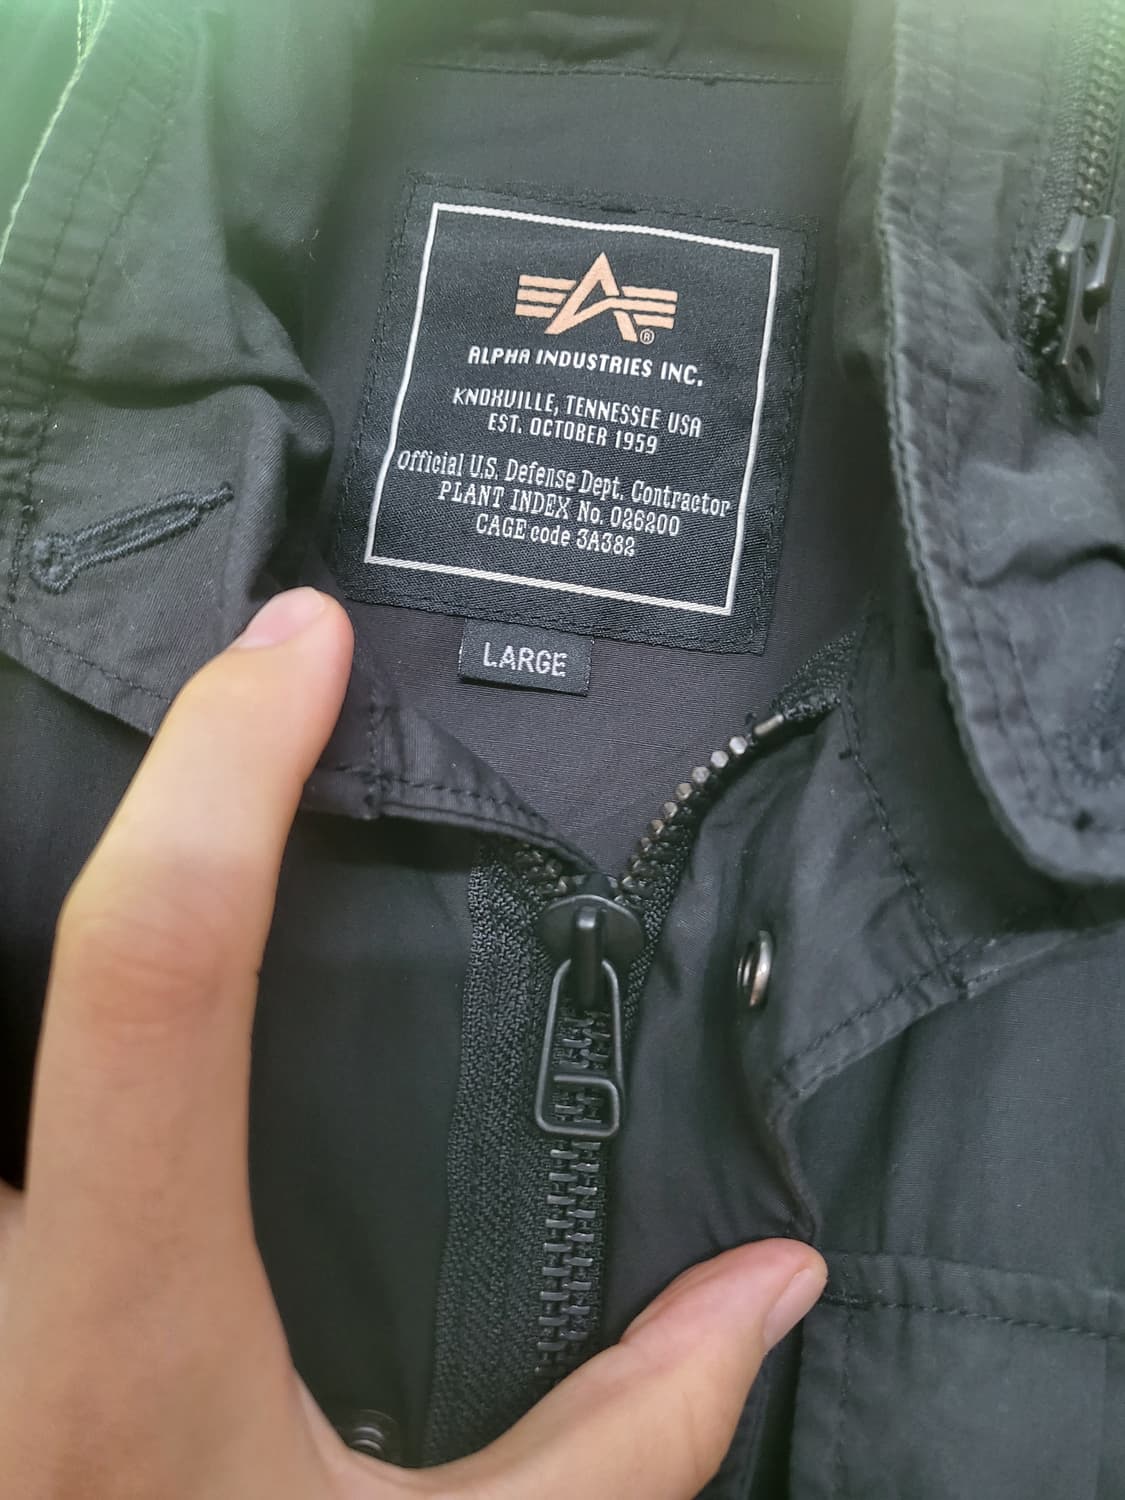 ®
ALPHA INDUSTRIES INC.
KNOXVILLE, TENNESSEE USA
EST. OCTOBER 1959
Official U.S. Defense Dept. Contractor
PLANT INDEX No. 026200
CAGE code 3A382
LARGE